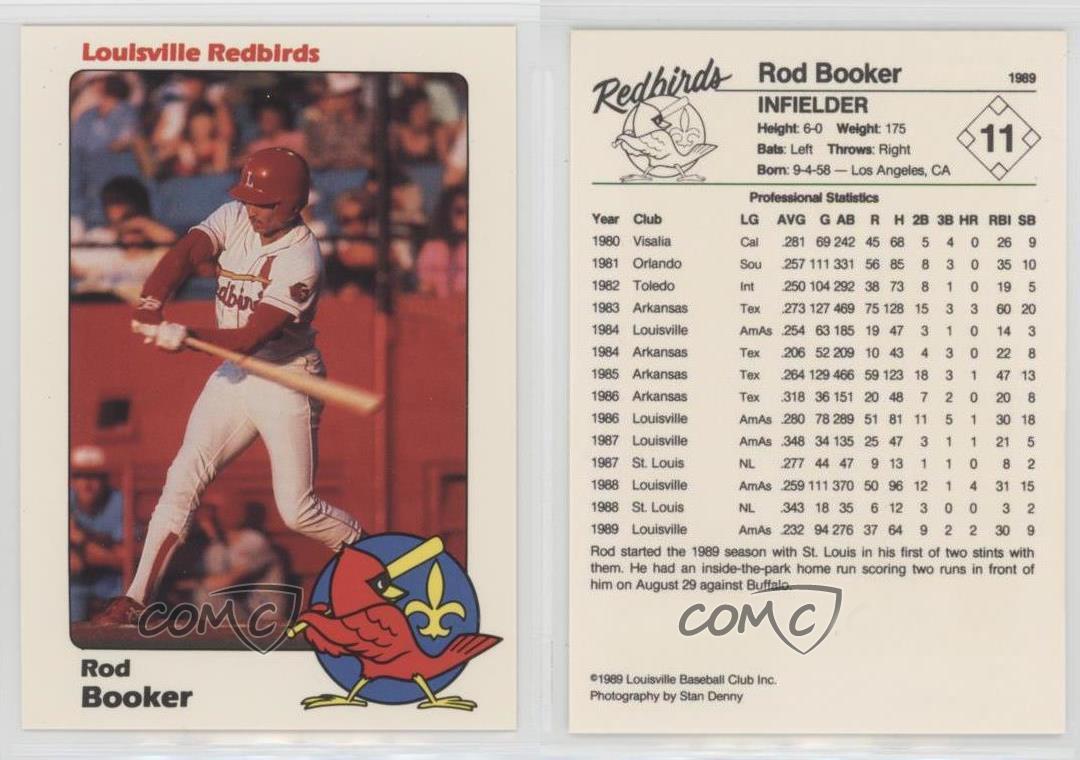 Louisville Redbirds
L
Redbirds
COMC
Rod
Booker
Redbirds
Rod Booker 1989
INFIELDER
Height: 6-0 Weight: 175
Bats: Left Throws: Right
Born: 9-4-58 — Los Angeles, CA
11
Professional Statistics
Year Club LG AVG G AB R H 2B 3B HR RBI SB
1980 Visalia Cal .281 69 242 45 68 5 4 0 26 9
1981 Orlando Sou .257 111 331 56 85 8 3 0 35 10
1982 Toledo Int .250 104 292 38 73 8 1 0 19 5
1983 Arkansas Tex .273 127 469 75 128 15 3 3 60 20
1984 Louisville AmAs .254 63 185 19 47 3 1 0 14 3
1984 Arkansas Tex .206 52 209 10 43 4 3 0 22 8
1985 Arkansas Tex .264 129 466 59 123 18 3 1 47 13
1986 Arkansas Tex .318 36 151 20 48 7 2 0 20 8
1986 Louisville AmAs .280 78 289 51 81 11 5 1 30 18
1987 Louisville AmAs .348 34 135 25 47 3 1 1 21 5
1987 St. Louis NL .277 44 47 9 13 1 1 0 8 2
1988 Louisville AmAs .259 111 370 50 96 12 1 4 31 15
1988 St. Louis NL .343 18 35 6 12 3 0 0 3 2
1989 Louisville AmAs .232 94 276 37 64 9 2 2 30 9
Rod started the 1989 season with St. Louis in his first of two stints with
them. He had an inside-the-park home run scoring two runs in front of
him on August 29 against Buffalo.
COMC
©1989 Louisville Baseball Club Inc.
Photography by Stan Denny